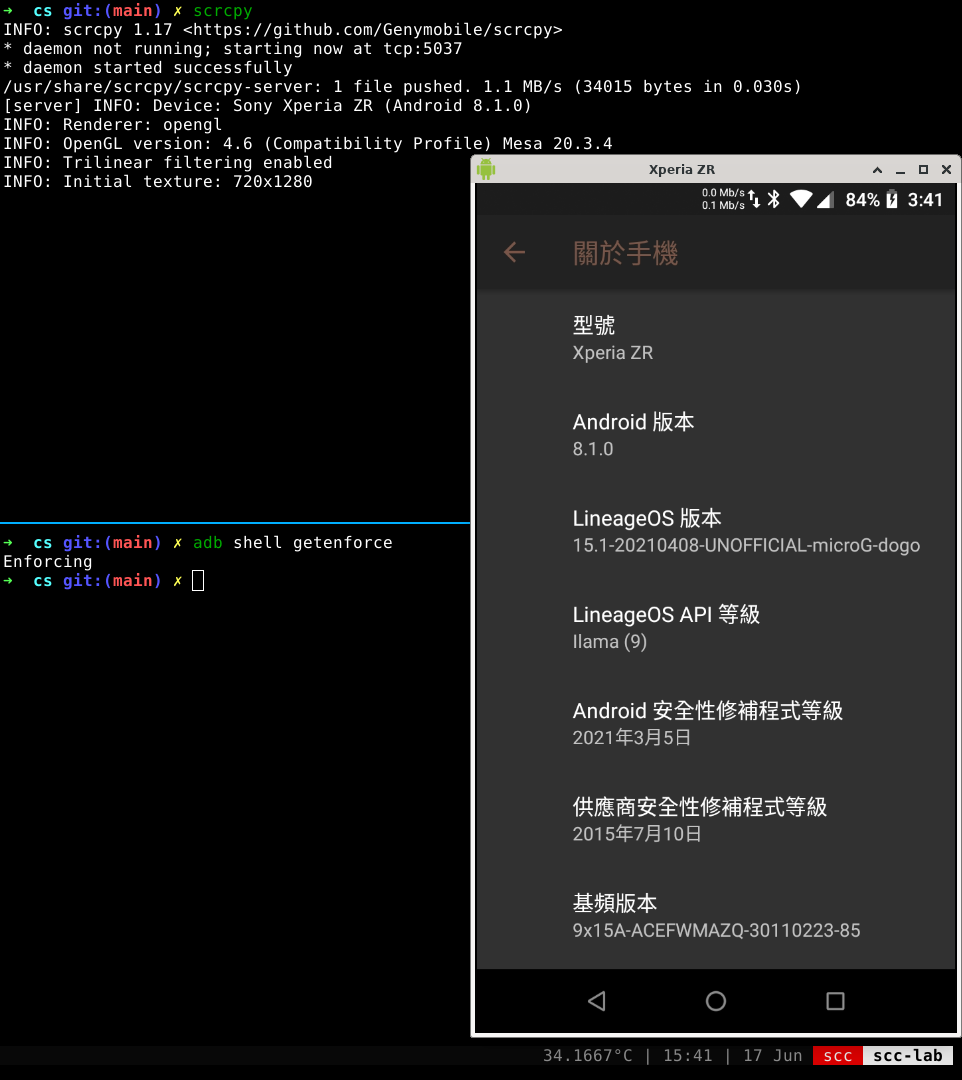 ➜  cs git:(main) ✗ scrcpy
INFO: scrcpy 1.17 <https://github.com/Genymobile/scrcpy>
* daemon not running; starting now at tcp:5037
* daemon started successfully
/usr/share/scrcpy/scrcpy-server: 1 file pushed. 1.1 MB/s (34015 bytes in 0.030s)
[server] INFO: Device: Sony Xperia ZR (Android 8.1.0)
INFO: Renderer: opengl
INFO: OpenGL version: 4.6 (Compatibility Profile) Mesa 20.3.4
INFO: Trilinear filtering enabled
INFO: Initial texture: 720x1280
➜  cs git:(main) ✗ adb shell getenforce
Enforcing
➜  cs git:(main) ✗
Xperia ZR
0.0 Mb/s
0.1 Mb/s
84% 3:41
關於手機
型號
Xperia ZR
Android 版本
8.1.0
LineageOS 版本
15.1-20210408-UNOFFICIAL-microG-dogo
LineageOS API 等級
llama (9)
Android 安全性修補程式等級
2021年3月5日
供應商安全性修補程式等級
2015年7月10日
基頻版本
9x15A-ACEFWMAZQ-30110223-85
34.1667°C | 15:41 | 17 Jun scc scc-lab